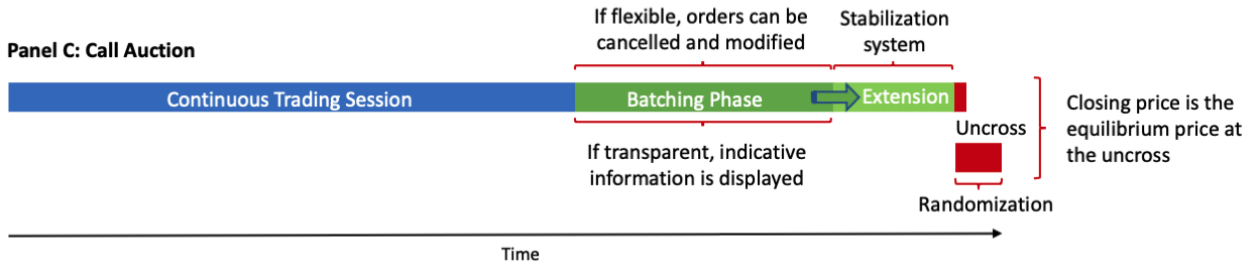 If flexible, orders can be
cancelled and modified
Stabilization
system
Panel C: Call Auction
Continuous Trading Session
Batching Phase
Extension
If transparent, indicative
information is displayed
Uncross
Randomization
Closing price is the
equilibrium price at
the uncross
Time